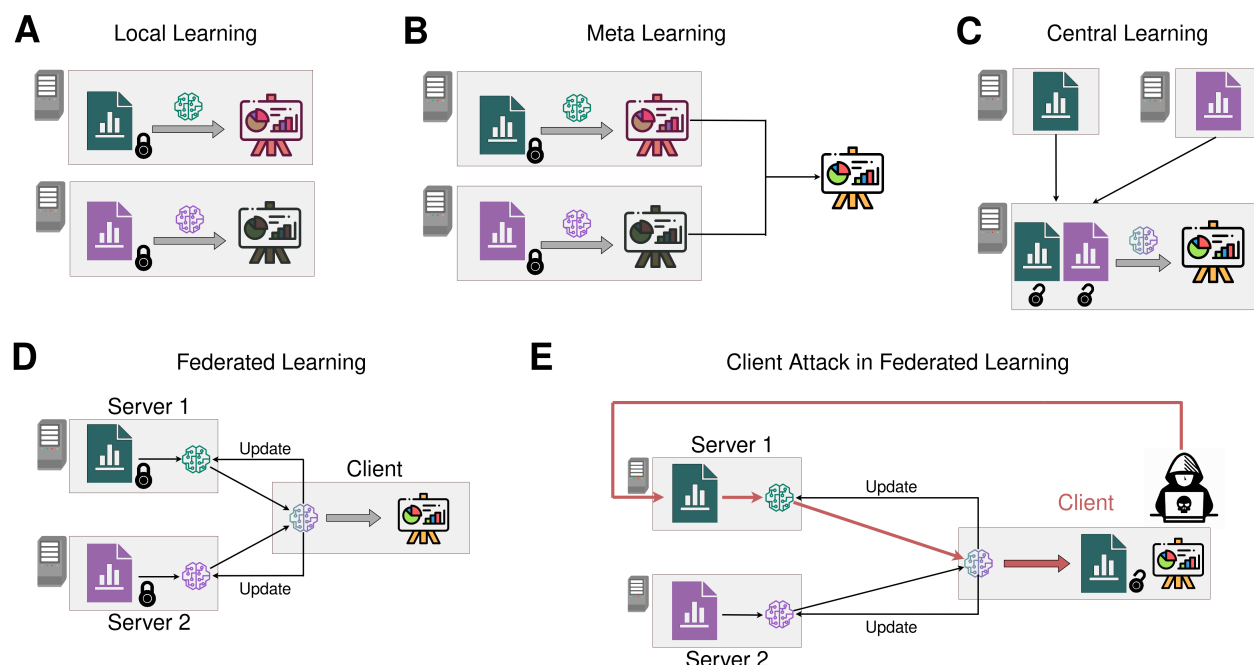 A
Local Learning
B
Meta Learning
C
Central Learning
D
Federated Learning
Server 1
Update
Client
Update
Server 2
E
Client Attack in Federated Learning
Server 1
Update
Client
Update
Server 2